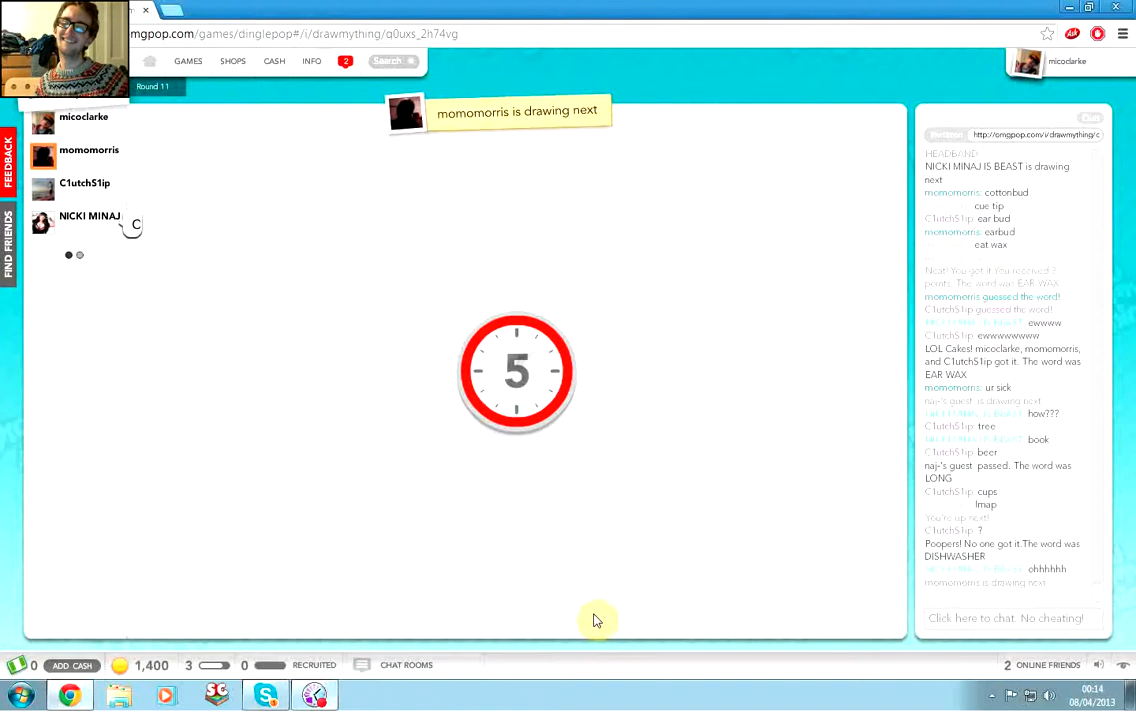 mgpop.com/games/dinglepop#/i/drawmything/q0uxs_2h74vg
GAMES SHOPS CASH INFO 2 Search
micoclarke
Round 11
momomorris is drawing next
FEEDBACK
FIND FRIENDS
micoclarke
momomorris
C1utchS1ip
NICKI MINAJ
C
5
http://omgpop.com/i/drawmything/c
HEADBAND
NICKI MINAJ IS BEAST is drawing
next
momomorris: cottonbud
cue tip
C1utchS1ip: ear bud
momomorris: earbud
eat wax
Neat! You got it You received 7
points. The word was EAR WAX
momomorris guessed the word!
C1utchS1ip guessed the word!
ewwww
C1utchS1ip: ewwwwwwwww
LOL Cakes! micoclarke, momomorris,
and C1utchS1ip got it. The word was
EAR WAX
momomorris: ur sick
naj-'s guest is drawing next
how???
C1utchS1ip: tree
book
C1utchS1ip: beer
naj-'s guest passed. The word was
LONG
C1utchS1ip: cups
!map
You're up next!
C1utchS1ip: ?
Poopers! No one got it.The word was
DISHWASHER
ohhhhhh
momomorris is drawing next
Click here to chat. No cheating!
0 ADD CASH 1,400 3 0 RECRUITED CHAT ROOMS 2 ONLINE FRIENDS
00:14
08/04/2013